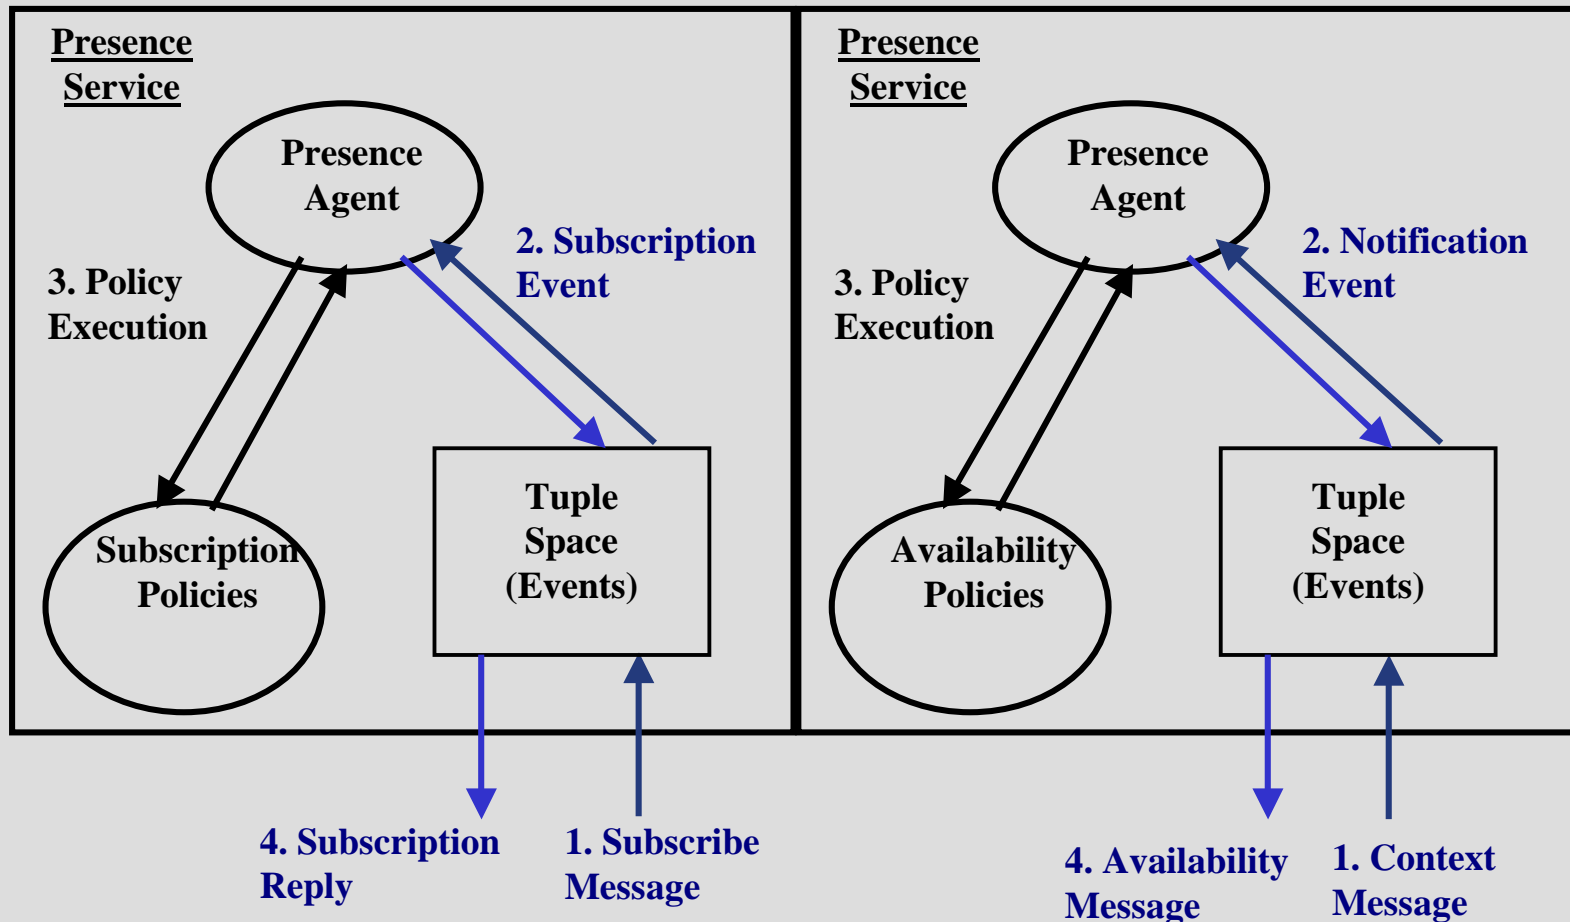 Presence
Service
Presence
Agent
2. Subscription
Event
3. Policy
Execution
Subscription
Policies
Tuple
Space
(Events)
4. Subscription
Reply
1. Subscribe
Message
Presence
Service
Presence
Agent
2. Notification
Event
3. Policy
Execution
Availability
Policies
Tuple
Space
(Events)
4. Availability
Message
1. Context
Message